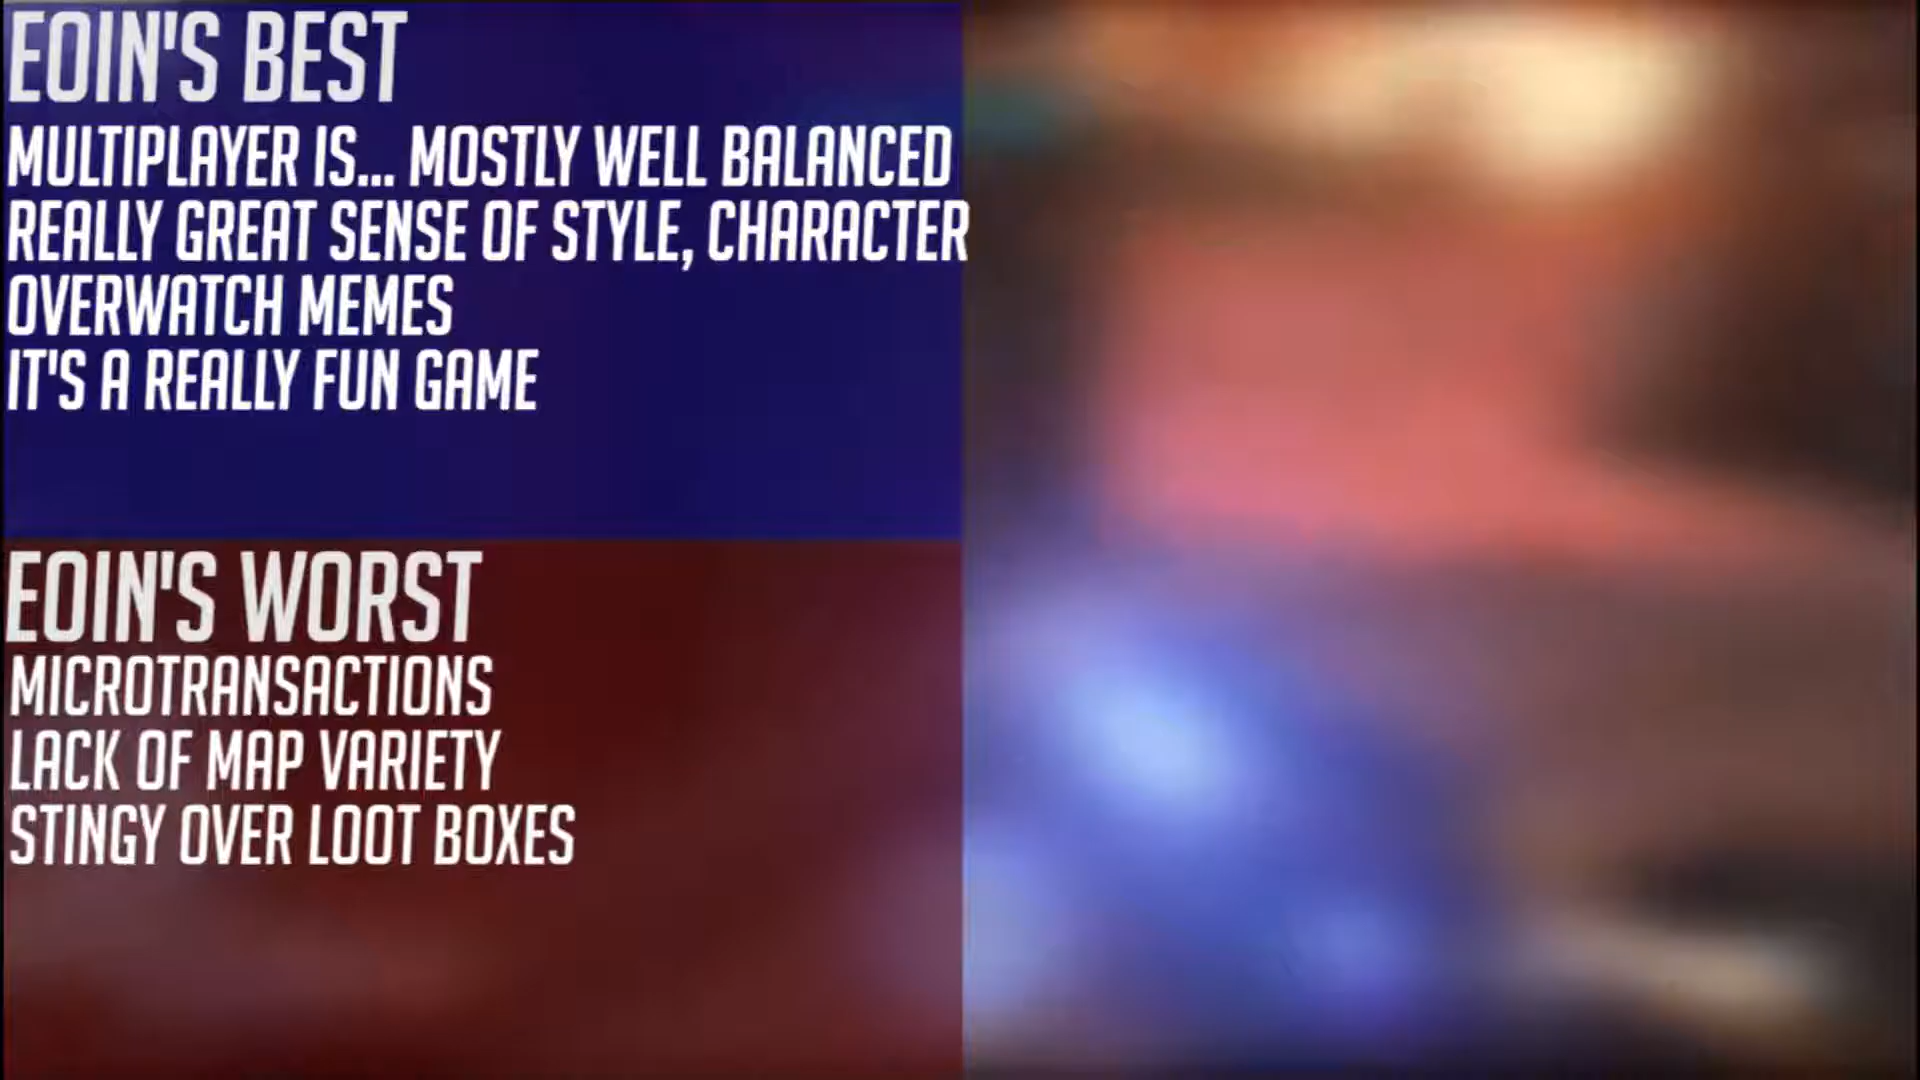 EOIN'S BEST
MULTIPLAYER IS... MOSTLY WELL BALANCED
REALLY GREAT SENSE OF STYLE, CHARACTER
OVERWATCH MEMES
IT'S A REALLY FUN GAME
EOIN'S WORST
MICROTRANSACTIONS
LACK OF MAP VARIETY
STINGY OVER LOOT BOXES